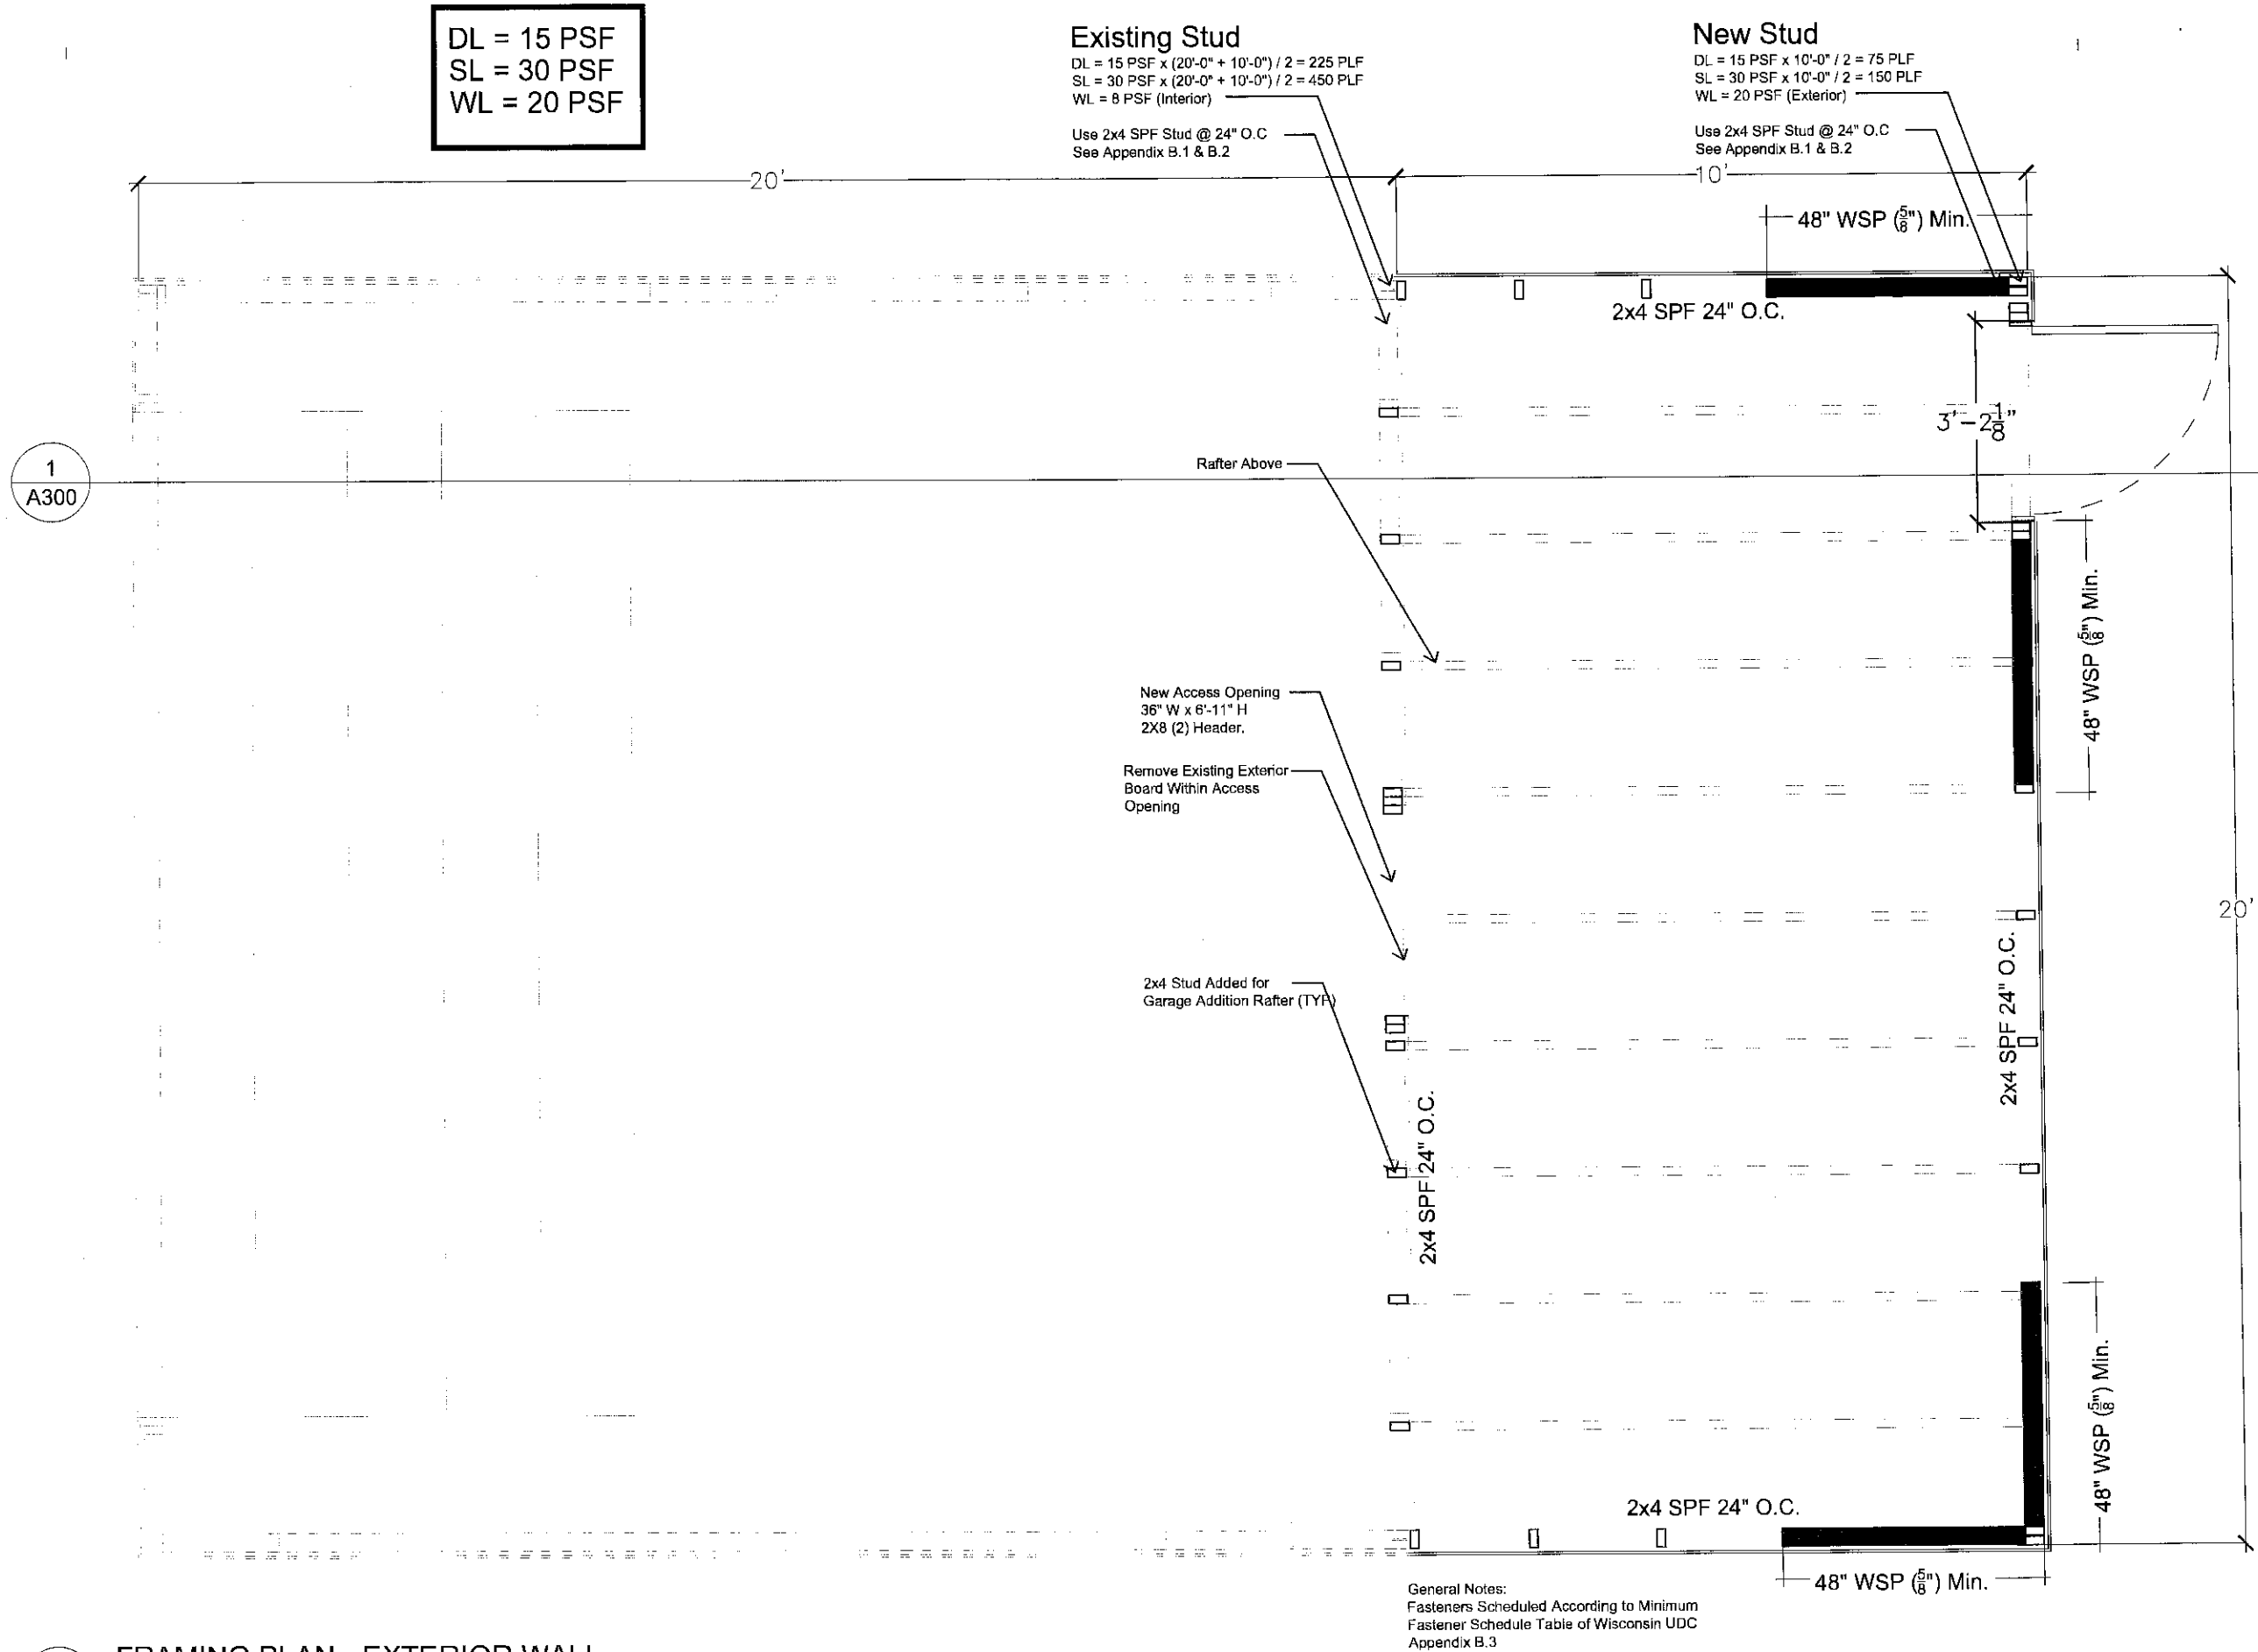 DL = 15 PSF
SL = 30 PSF
WL = 20 PSF
Existing Stud
DL = 15 PSF x (20'-0" + 10'-0") / 2 = 225 PLF
SL = 30 PSF x (20'-0" + 10'-0") / 2 = 450 PLF
WL = 8 PSF (Interior)
Use 2x4 SPF Stud @ 24" O.C
See Appendix B.1 & B.2
New Stud
DL = 15 PSF x 10'-0" / 2 = 75 PLF
SL = 30 PSF x 10'-0" / 2 = 150 PLF
WL = 20 PSF (Exterior)
Use 2x4 SPF Stud @ 24" O.C
See Appendix B.1 & B.2
20'
10'
48" WSP (5/8") Min.
2x4 SPF 24" O.C.
3'-2 1/8"
1
A300
Rafter Above
48" WSP (5/8") Min.
New Access Opening
36" W x 6'-11" H
2X8 (2) Header.
Remove Existing Exterior
Board Within Access
Opening
20'
2x4 Stud Added for
Garage Addition Rafter (TYP)
2x4 SPF 24" O.C.
2x4 SPF 24" O.C.
48" WSP (5/8") Min.
2x4 SPF 24" O.C.
48" WSP (5/8") Min.
General Notes:
Fasteners Scheduled According to Minimum
Fastener Schedule Table of Wisconsin UDC
Appendix B.3
FRAMING PLAN - EXTERIOR WALL